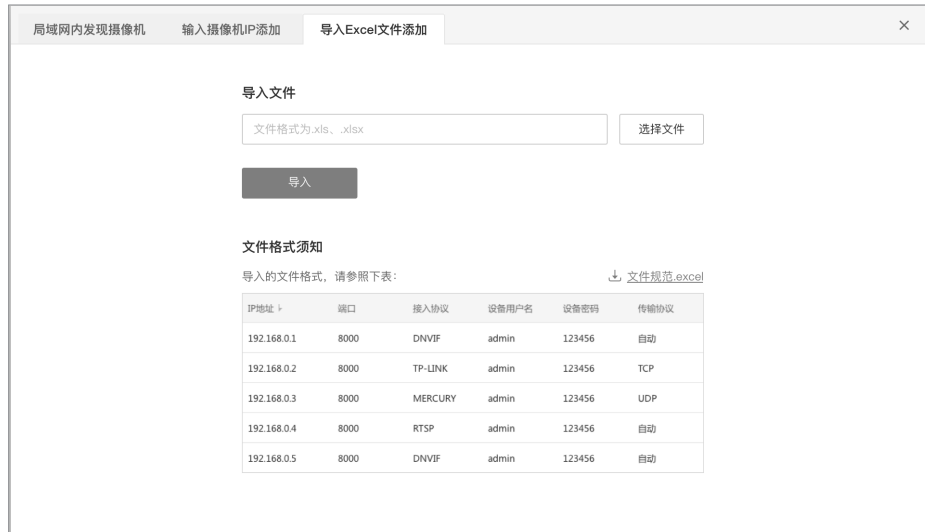 局域网内发现摄像机 输入摄像机IP添加 导入Excel文件添加
导入文件
文件格式为.xls、.xlsx 选择文件
导入
文件格式须知
导入的文件格式，请参照下表： 文件规范.excel
IP地址 端口 接入协议 设备用户名 设备密码 传输协议
192.168.0.1 8000 DNVIF admin 123456 自动
192.168.0.2 8000 TP-LINK admin 123456 TCP
192.168.0.3 8000 MERCURY admin 123456 UDP
192.168.0.4 8000 RTSP admin 123456 自动
192.168.0.5 8000 DNVIF admin 123456 自动